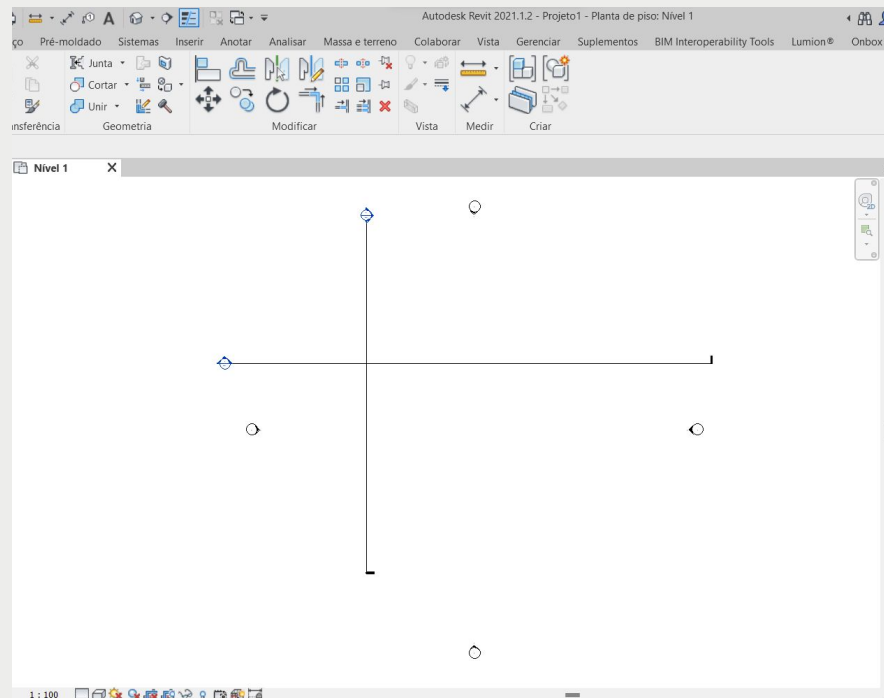 A Autodesk Revit 2021.1.2 - Projeto1 - Planta de piso: Nível 1
ço Pré-moldado Sistemas Inserir Anotar Analisar Massa e terreno Colaborar Vista Gerenciar Suplementos BIM Interoperability Tools Lumion® Onbox
Junta
Cortar
Unir
nsferência Geometria Modificar Vista Medir Criar
Nível 1 X
2D
1 : 100